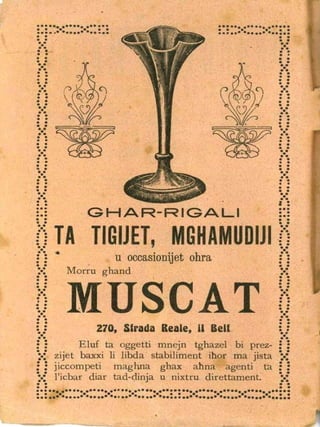 GHAR-RIGALI
TA TIGIJET, MGHAMUDIJI
u occasionijet ohra
Morru ghand
MUSCAT
270, Strada Reale, il Belt
Eluf ta oggetti mnejn tghazel bi prez-
zijet baxxi li libda stabiliment ihor ma jista
jiccompeti maghna ghax ahna agenti ta
l'icbar diar tad-dinja u nixtru direttament.